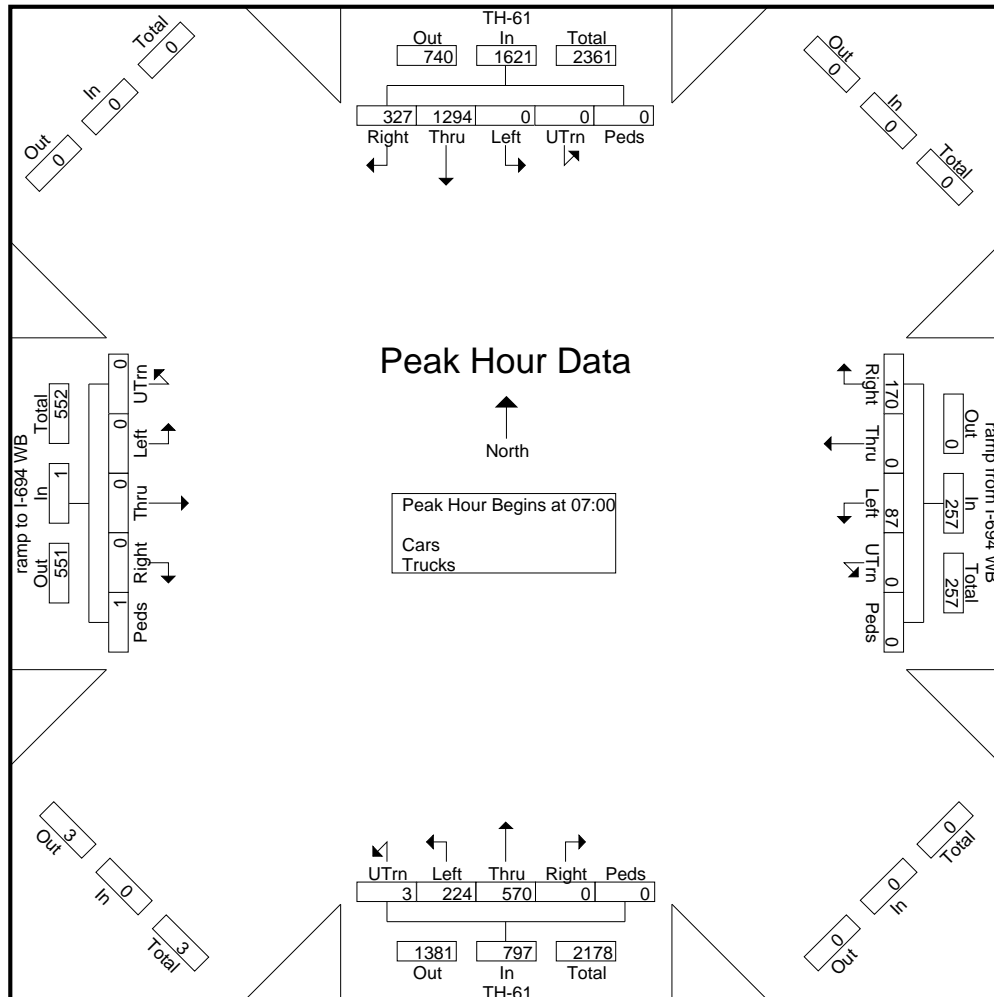 TH-61
Out In Total
740 1621 2361
327 1294 0 0 0
Right Thru Left UTrn Peds
Total 0
In 0
Out 0
Out 0
In 0
Total 0
Peak Hour Data
North
Peak Hour Begins at 07:00
Cars
Trucks
ramp to I-694 WB
Total In Out
552 1 551
0 0 0 0 1
UTrn Left Thru Right Peds
ramp from I-694 WB
Out In Total
0 257 257
170 0 87 0 0
Right Thru Left UTrn Peds
3 Out
0 In
3 Total
0 Total
0 In
0 Out
UTrn Left Thru Right Peds
3 224 570 0 0
1381 797 2178
Out In Total
TH-61